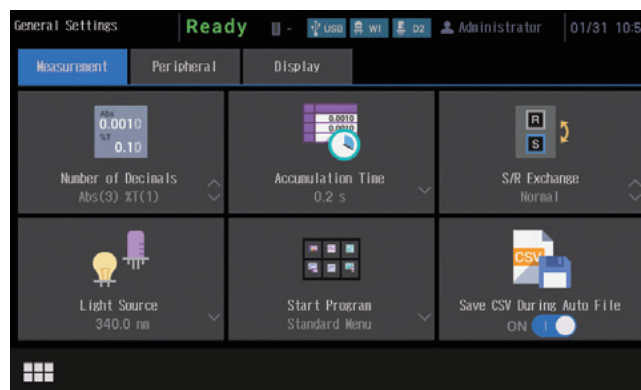 General Settings Ready - USB WI D2 Administrator 01/31 10:5
Measurement Peripheral Display
Abs
0.0010
%T
0.10
Number of Decimals
Abs(3) %T(1)
0.0010
0.0010
Accumulation Time
0.2 s
R
S
S/R Exchange
Normal
Light Source
340.0 nm
Start Program
Standard Menu
CSV
Save CSV During Auto File
ON